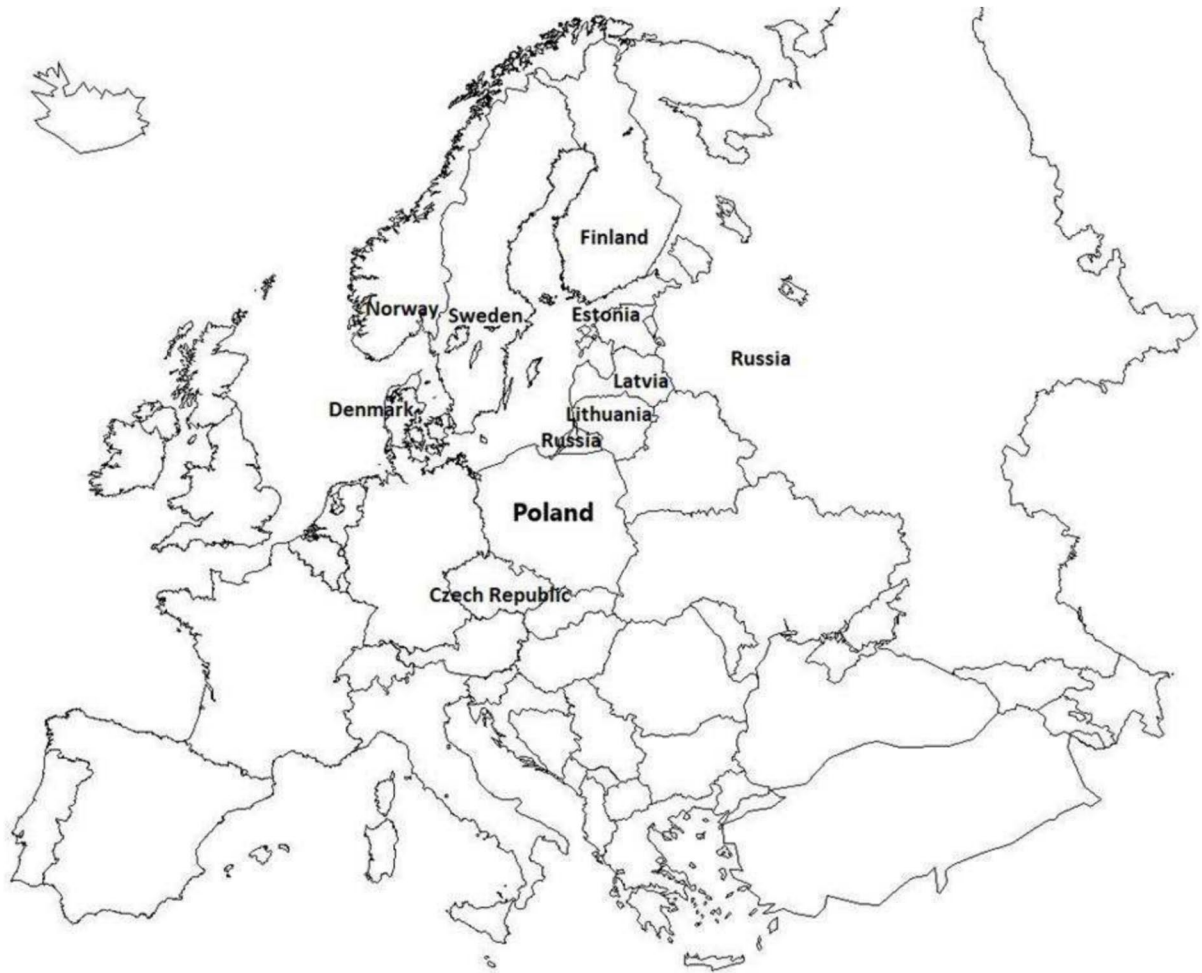 Finland
Norway
Sweden
Estonia
Russia
Latvia
Denmark
Lithuania
Russia
Poland
Czech Republic